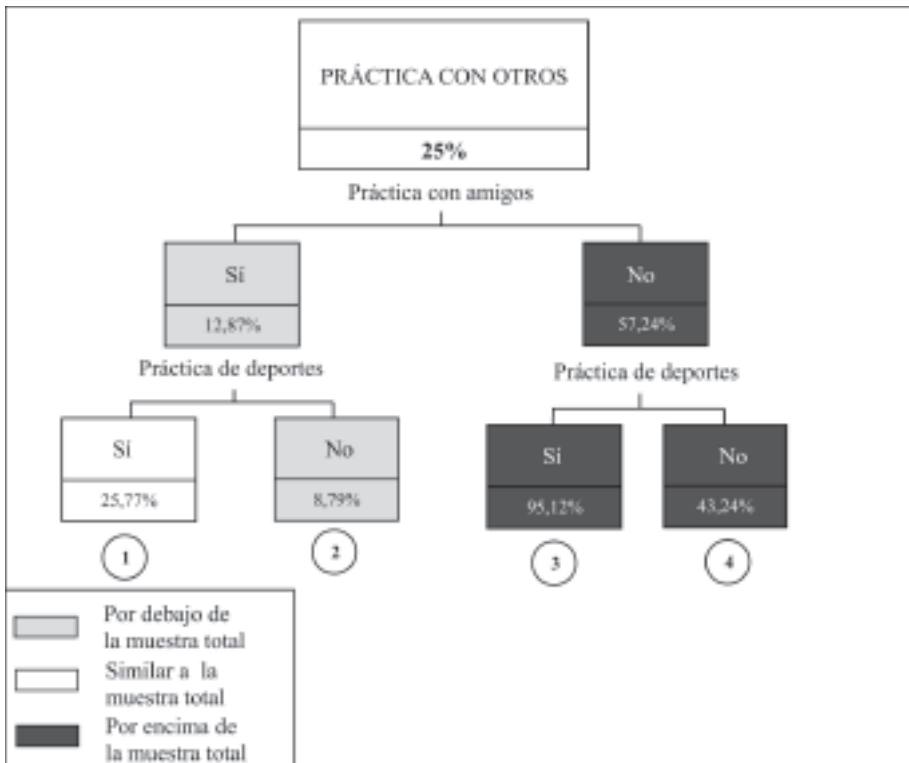 PRÁCTICA CON OTROS
25%
Práctica con amigos
Sí
No
12,87%
57,24%
Práctica de deportes
Práctica de deportes
Sí
No
Sí
No
25,77%
8,79%
95,12%
43,24%
1
2
3
4
Por debajo de
la muestra total
Similar a la
muestra total
Por encima de
la muestra total